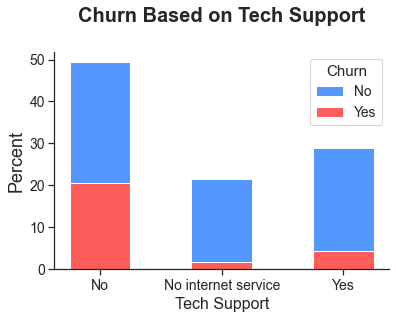 Churn Based on Tech Support
50
40
30
20
10
0
Percent
Churn
No
Yes
No
No internet service
Yes
Tech Support